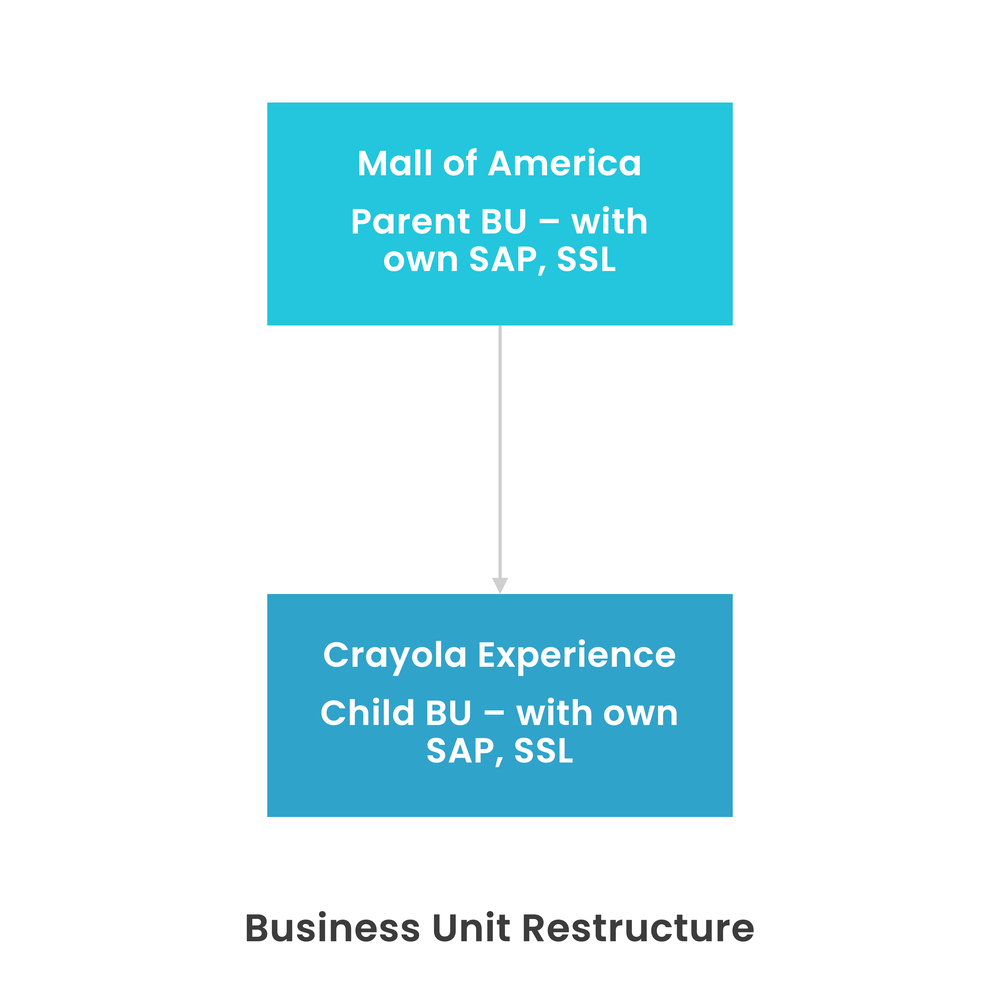 Mall of America
Parent BU – with
own SAP, SSL
Crayola Experience
Child BU – with own
SAP, SSL
Business Unit Restructure